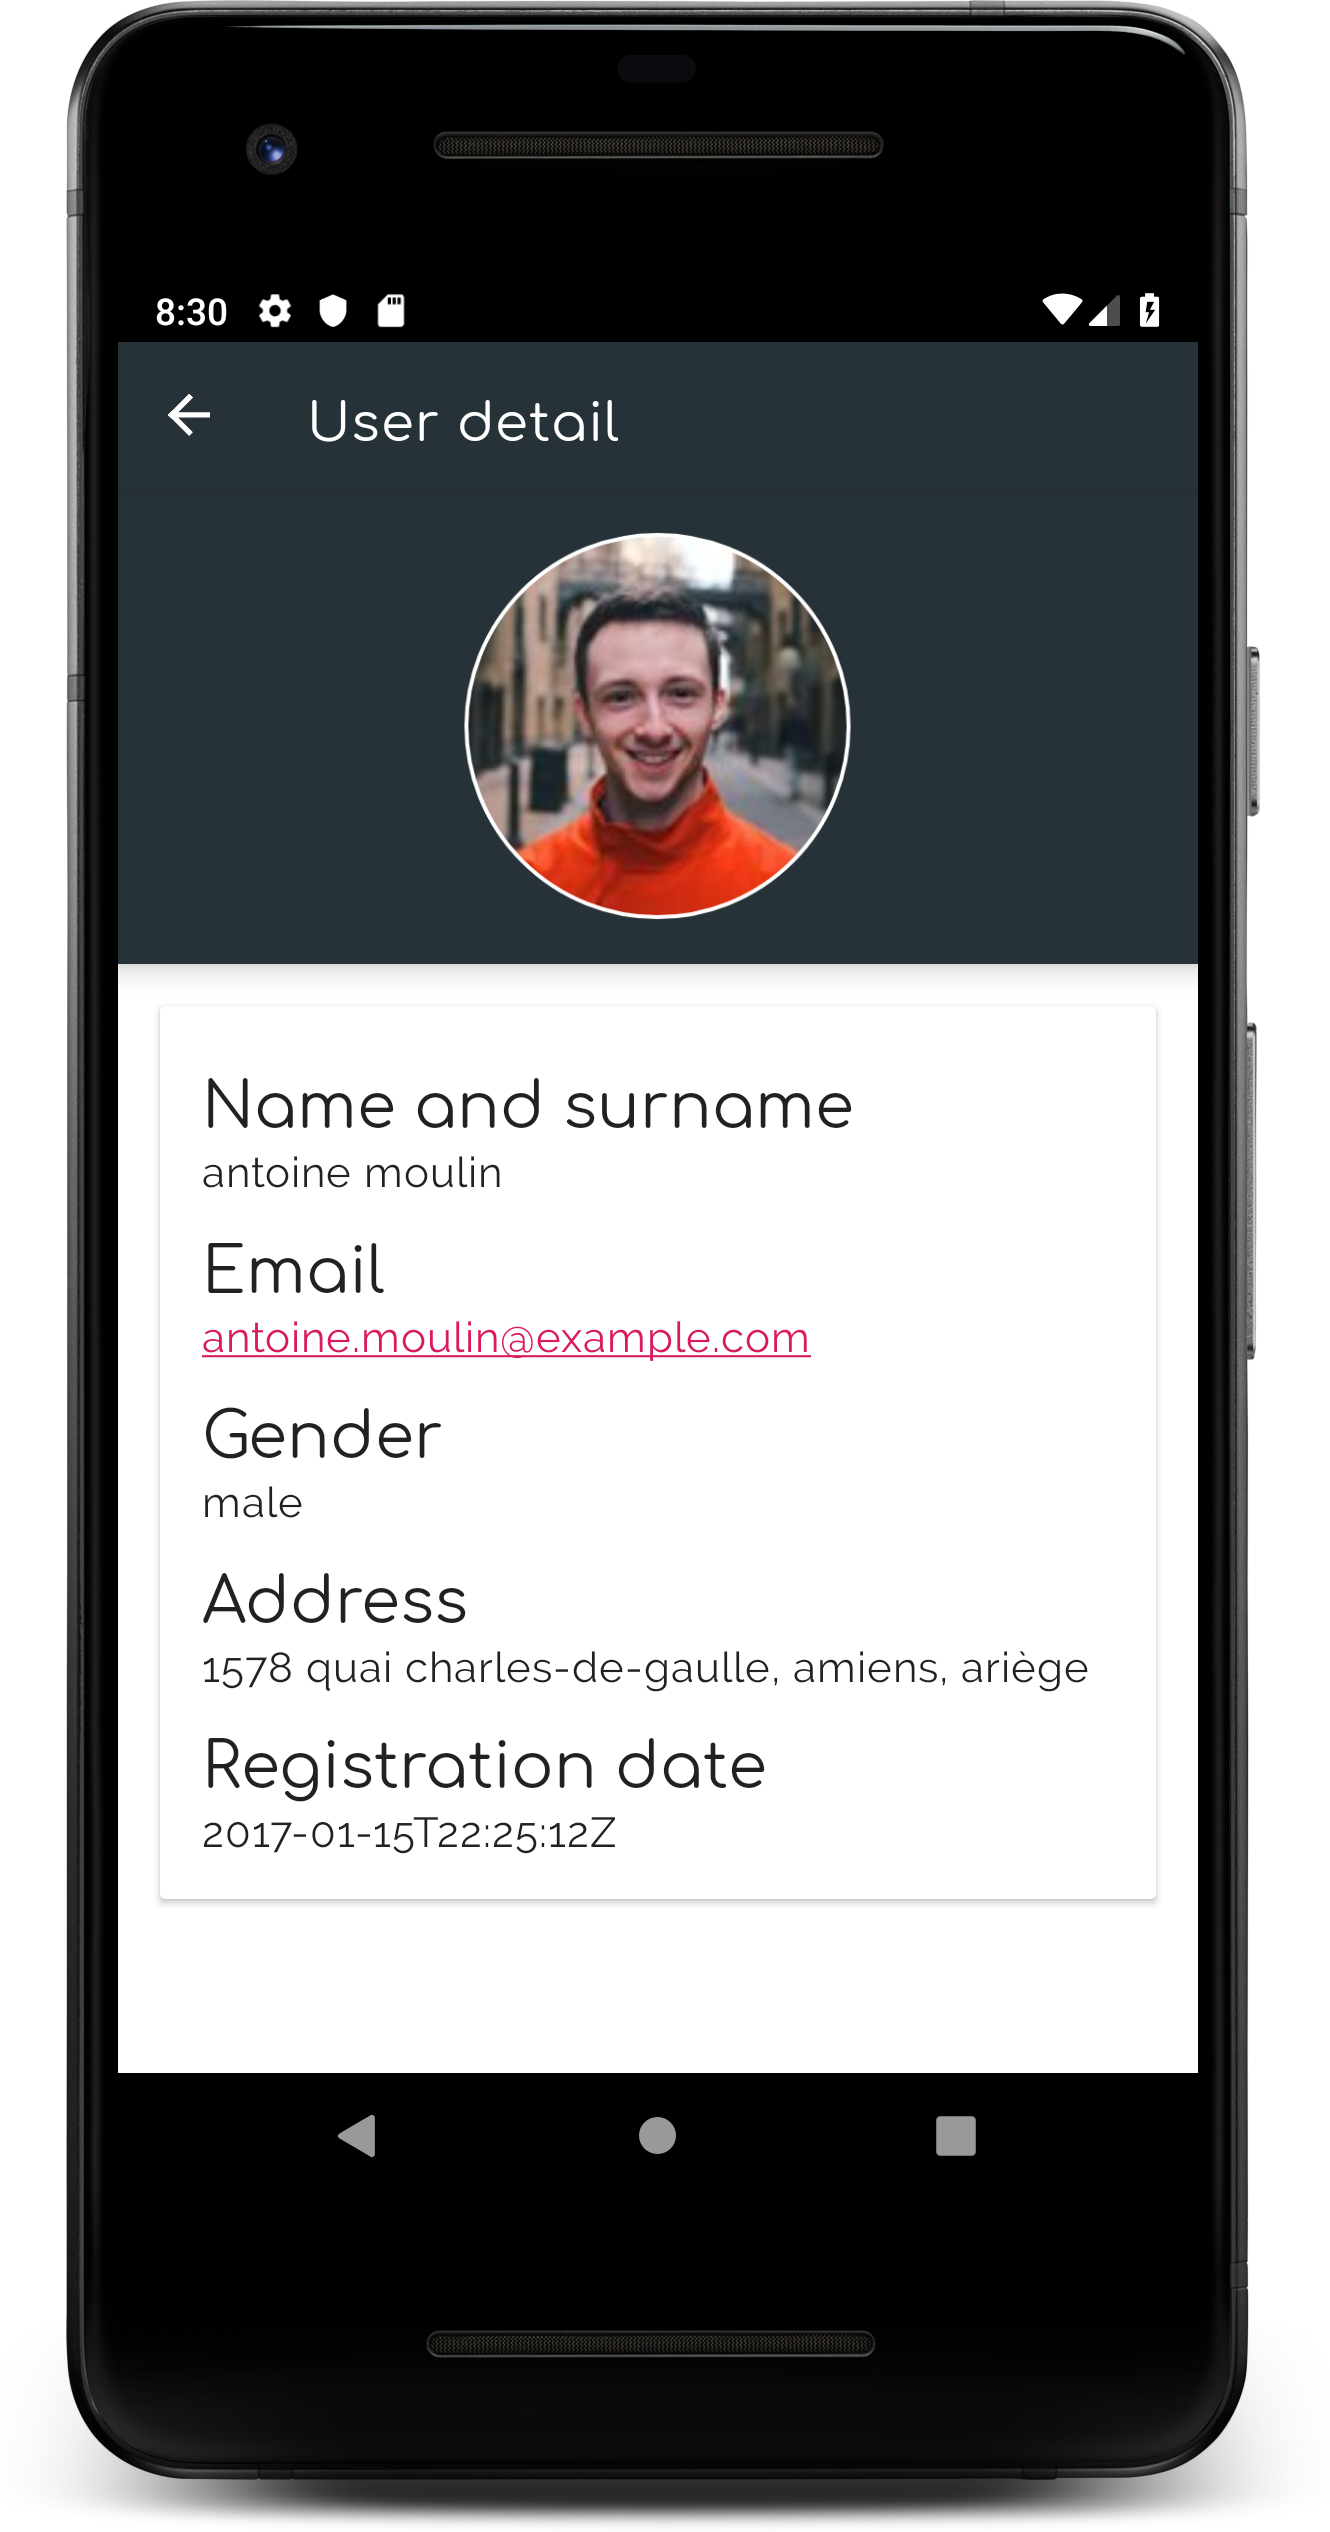 8:30
User detail
Name and surname
antoine moulin
Email
antoine.moulin@example.com
Gender
male
Address
1578 quai charles-de-gaulle, amiens, ariège
Registration date
2017-01-15T22:25:12Z